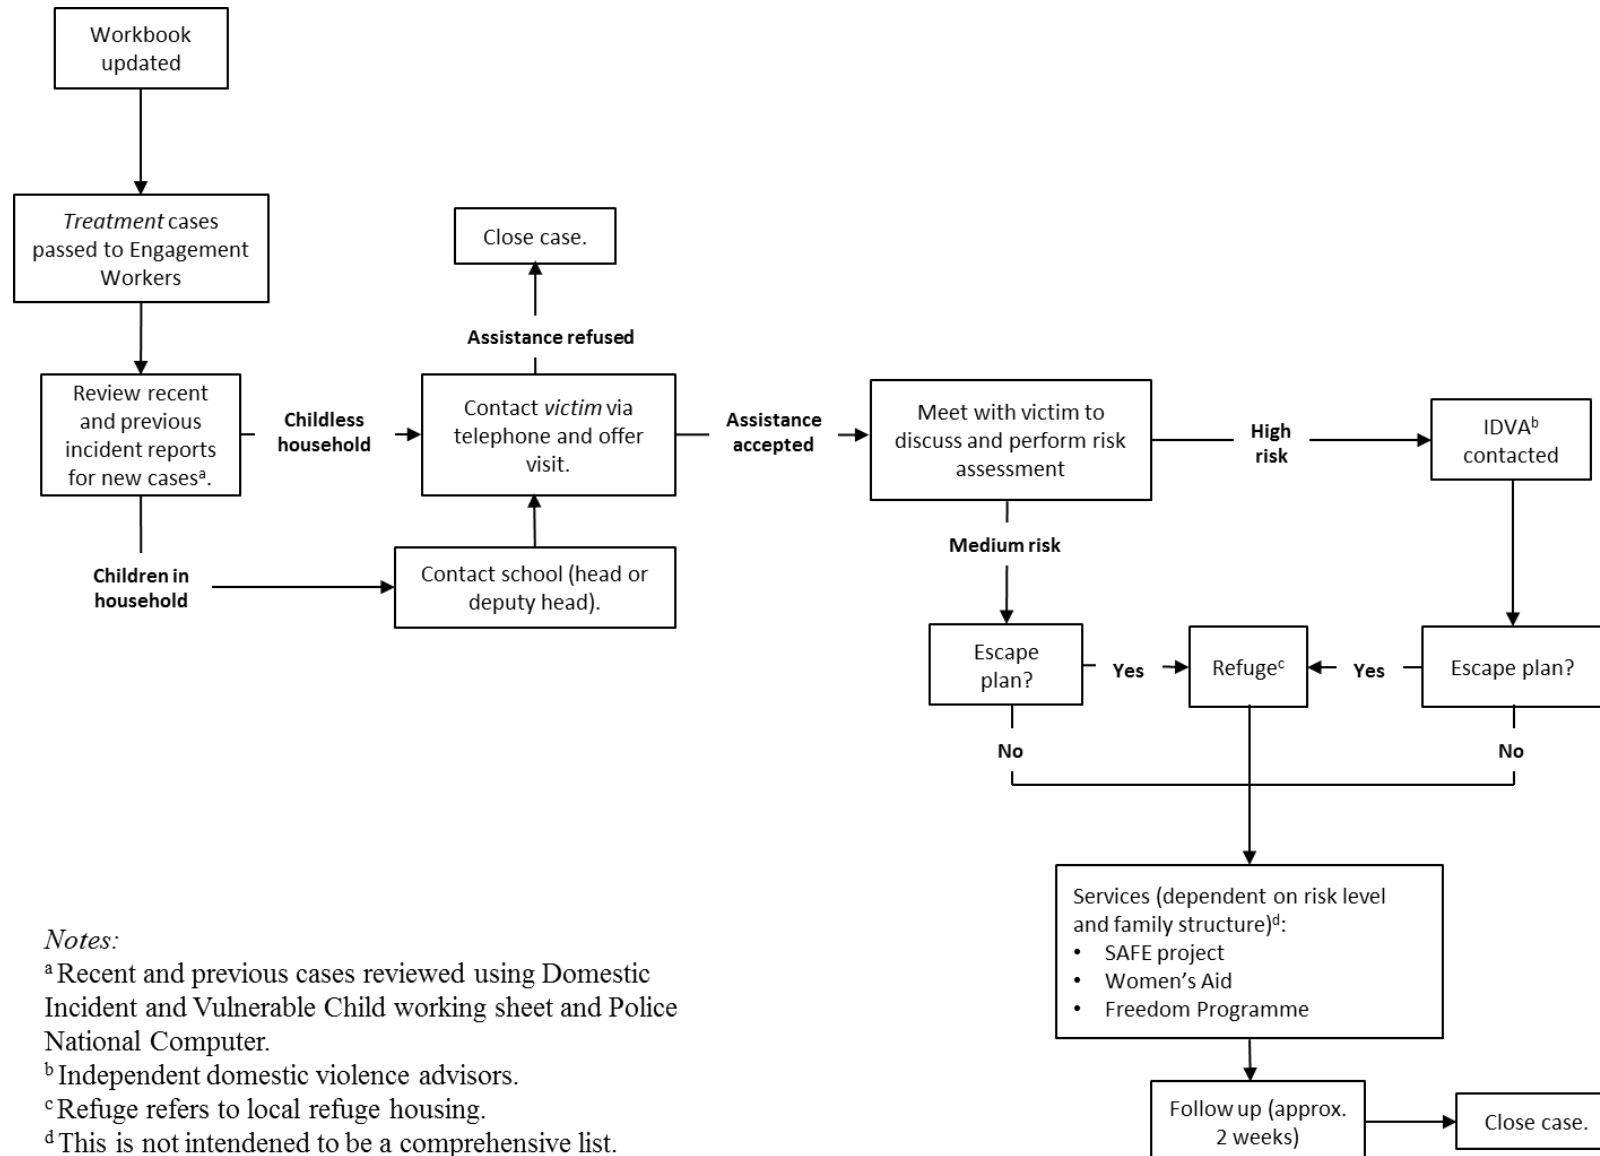 Workbook
updated
Treatment cases
passed to Engagement
Workers
Close case.
Assistance refused
Review recent
and previous
incident reports
for new casesᵃ.
Childless
household
Contact victim via
telephone and offer
visit.
Assistance
accepted
Meet with victim to
discuss and perform risk
assessment
High
risk
IDVAᵇ
contacted
Children in
household
Contact school (head or
deputy head).
Medium risk
Escape
plan?
Yes
Refugeᶜ
Yes
Escape plan?
No
No
Services (dependent on risk level
and family structure)ᵈ:
• SAFE project
• Women's Aid
• Freedom Programme
Follow up (approx.
2 weeks)
Close case.
Notes:
ᵃ Recent and previous cases reviewed using Domestic
Incident and Vulnerable Child working sheet and Police
National Computer.
ᵇ Independent domestic violence advisors.
ᶜ Refuge refers to local refuge housing.
ᵈ This is not intendened to be a comprehensive list.